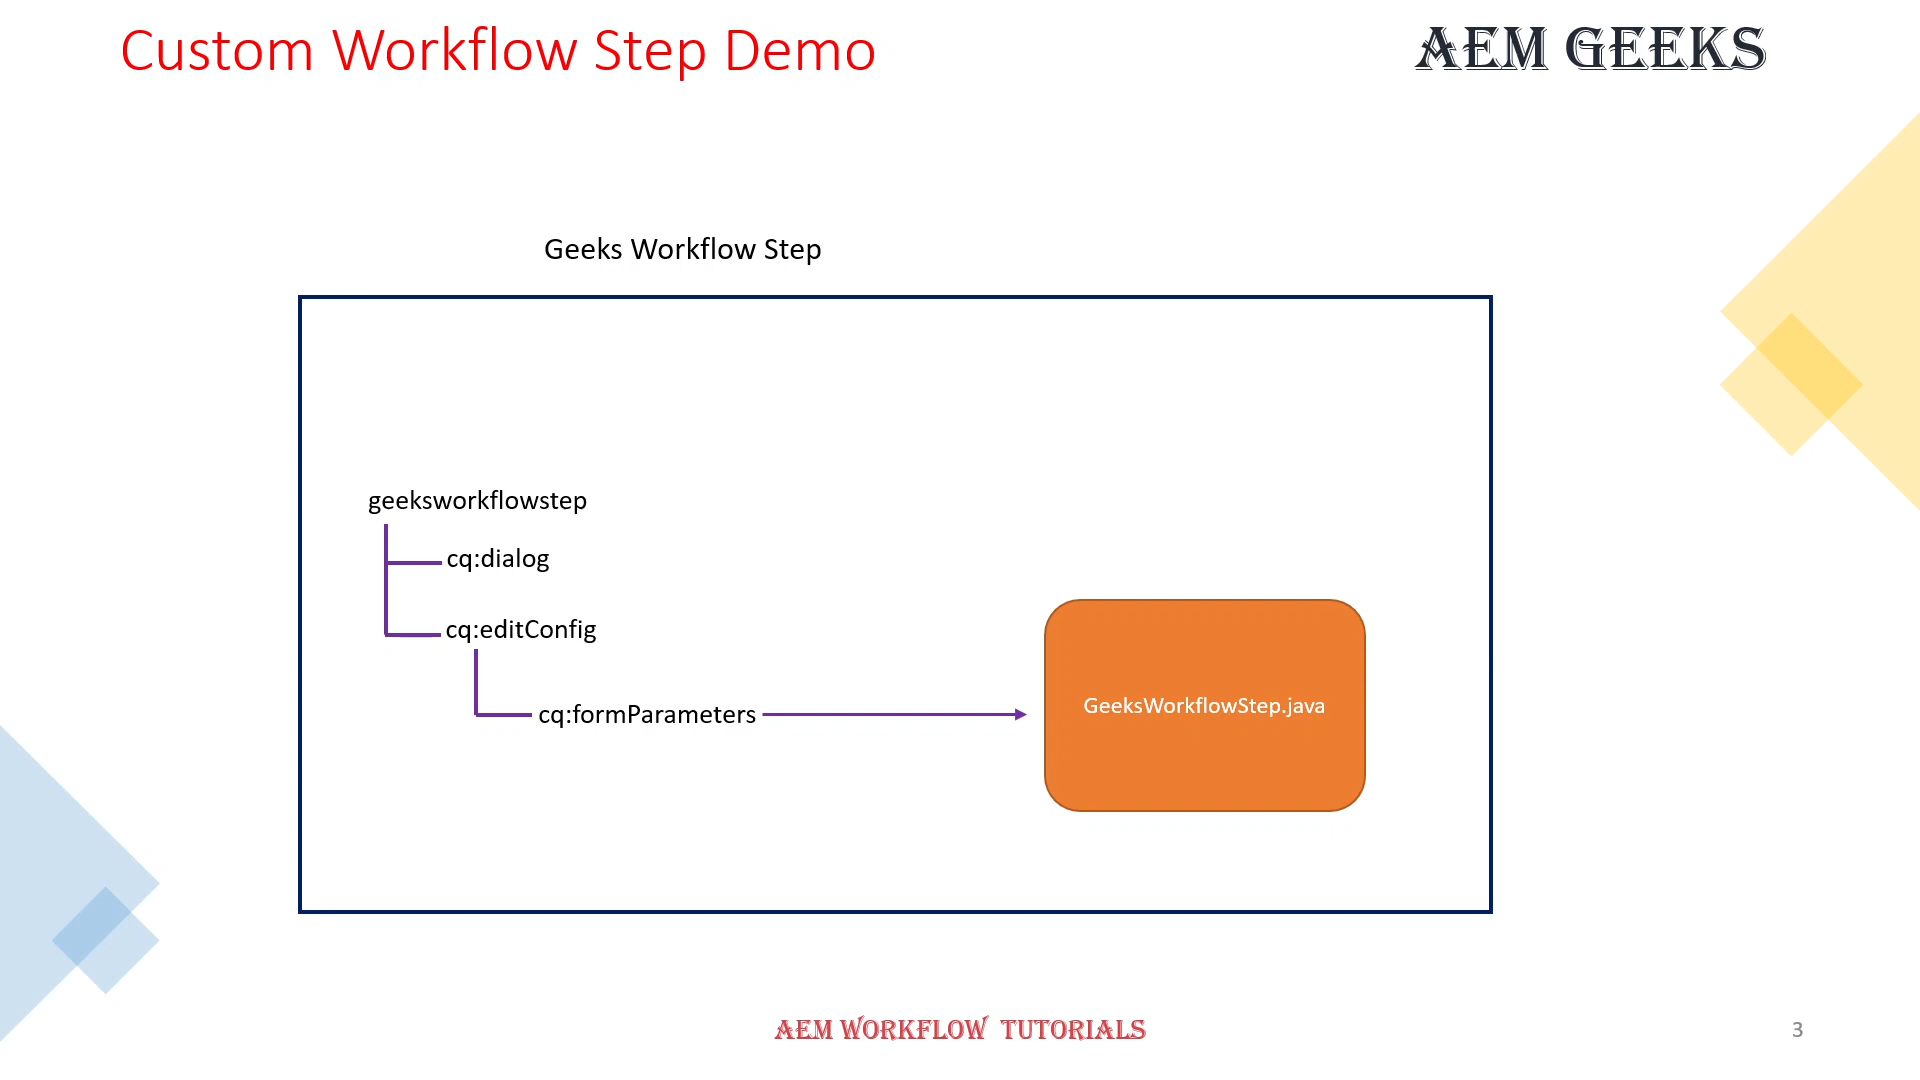 Custom Workflow Step Demo
AEM GEEKS
Geeks Workflow Step
geeksworkflowstep
cq:dialog
cq:editConfig
cq:formParameters
GeeksWorkflowStep.java
AEM WORKFLOW TUTORIALS
3